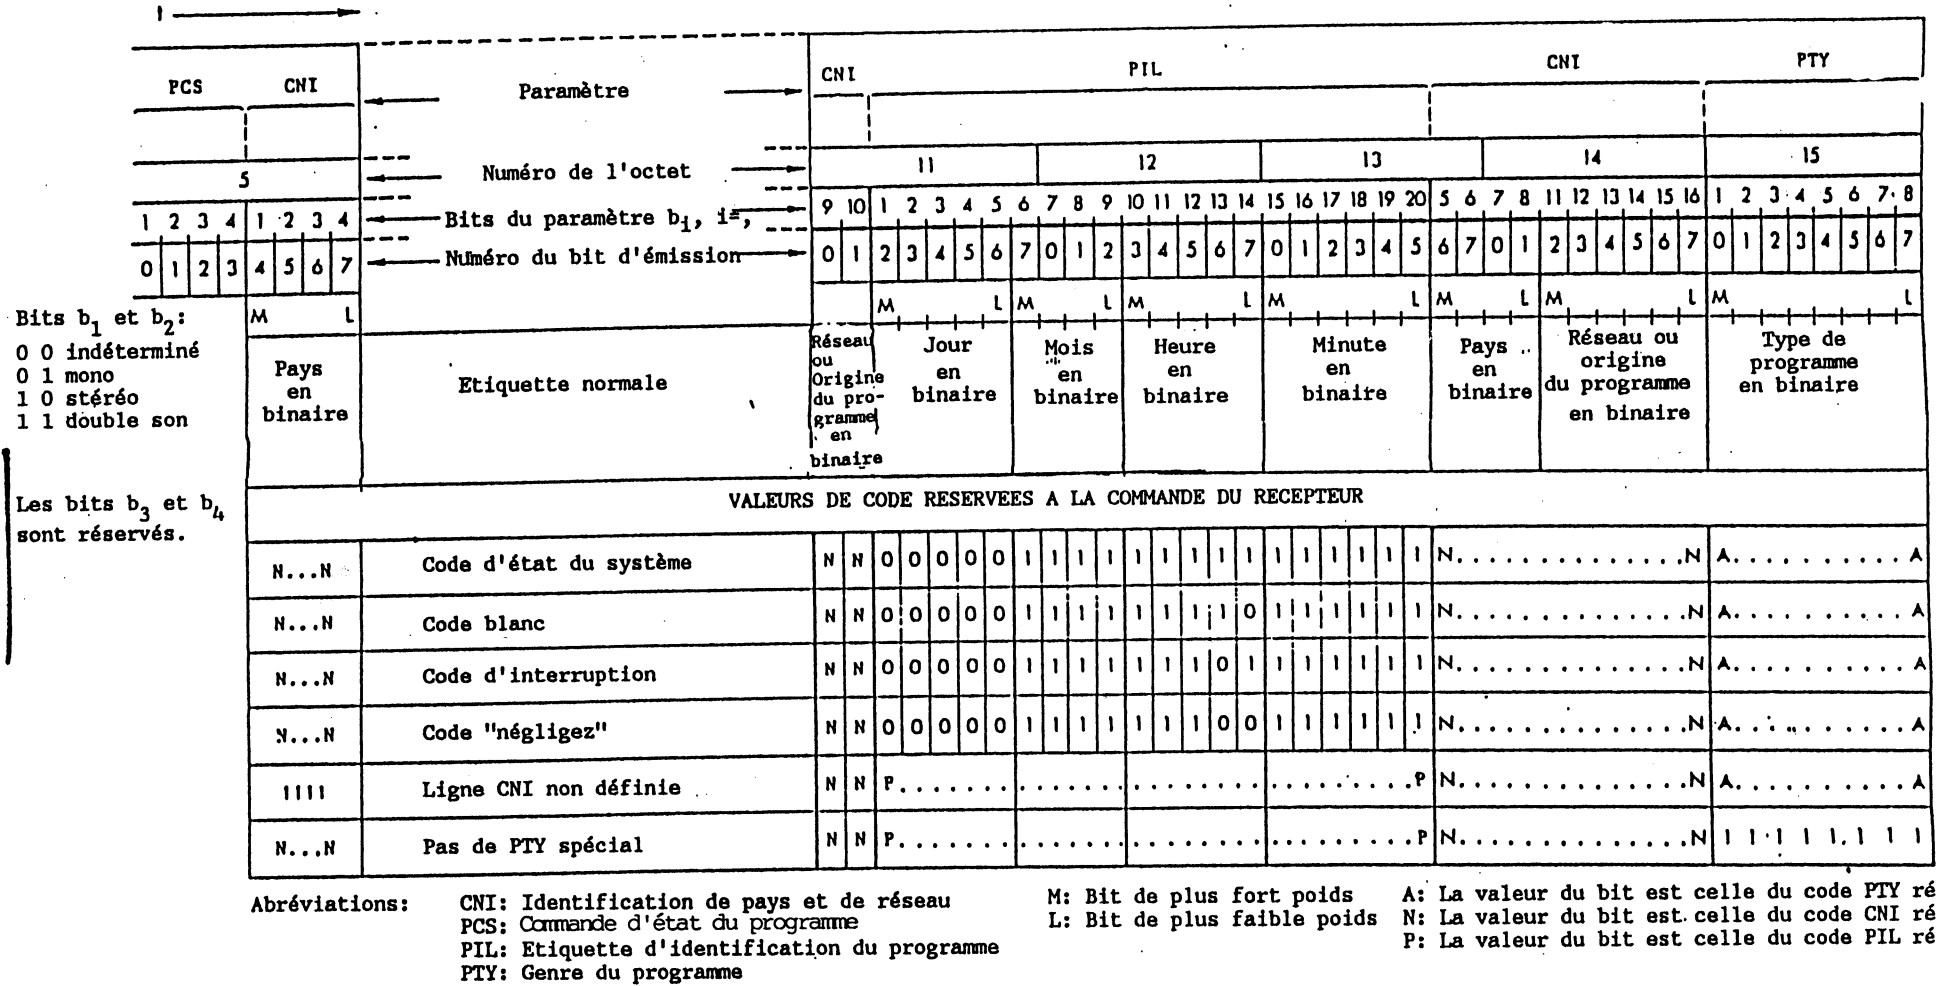 PCS CNI Paramètre CNI PIL CNI PTY
5 Numéro de l'octet 11 12 13 14 15
1 2 3 4 1 2 3 4 Bits du paramètre bi, i=, 9 10 1 2 3 4 5 6 7 8 9 10 11 12 13 14 15 16 17 18 19 20 5 6 7 8 11 12 13 14 15 16 1 2 3 4 5 6 7 8
0 1 2 3 4 5 6 7 Numéro du bit d'émission 0 1 2 3 4 5 6 7 0 1 2 3 4 5 6 7 0 1 2 3 4 5 6 7 0 1 2 3 4 5 6 7 0 1 2 3 4 5 6 7
M L M L M L M L M L M L M L M L
Bits b1 et b2:
0 0 indéterminé
0 1 mono
1 0 stéréo
1 1 double son
Les bits b3 et b4
sont réservés.
Pays
en
binaire
Etiquette normale
Réseau
ou
Origine
du pro-
gramme
en
binaire
Jour
en
binaire
Mois
en
binaire
Heure
en
binaire
Minute
en
binaire
Pays
en
binaire
Réseau ou
origine
du programme
en binaire
Type de
programme
en binaire
VALEURS DE CODE RESERVEES A LA COMMANDE DU RECEPTEUR
N...N Code d'état du système N N 0 0 0 0 0 1 1 1 1 1 1 1 1 1 1 1 1 1 1 1 N..............N A..........A
N...N Code blanc N N 0 0 0 0 0 1 1 1 1 1 1 1 1 0 1 1 1 1 1 1 N..............N A..........A
N...N Code d'interruption N N 0 0 0 0 0 1 1 1 1 1 1 1 0 1 1 1 1 1 1 1 N..............N A..........A
N...N Code "négligez" N N 0 0 0 0 0 1 1 1 1 1 1 1 0 0 1 1 1 1 1 1 N..............N A..........A
1111 Ligne CNI non définie N N P..............P N..............N A..........A
N...N Pas de PTY spécial N N P..............P N..............N 1 1 1 1 1 1 1 1
Abréviations:
CNI: Identification de pays et de réseau
PCS: Commande d'état du programme
PIL: Etiquette d'identification du programme
PTY: Genre du programme
M: Bit de plus fort poids
L: Bit de plus faible poids
A: La valeur du bit est celle du code PTY ré
N: La valeur du bit est celle du code CNI ré
P: La valeur du bit est celle du code PIL ré